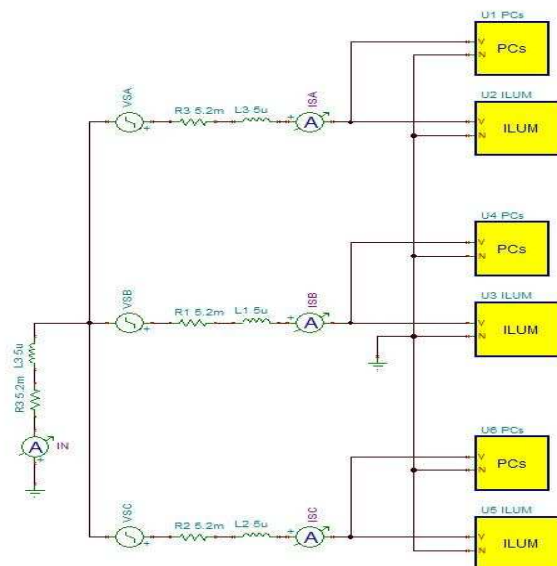 U1 PCs
V
N
PCs
VSA
R3 5.2m
L3 5u
ISA
+
+
A
U2 ILUM
V
N
ILUM
U4 PCs
V
N
PCs
VSB
R1 5.2m
L1 5u
ISB
+
+
A
U3 ILUM
V
N
ILUM
L3 5u
R3 5.2m
A
IN
+
U6 PCs
V
N
PCs
VSC
R2 5.2m
L2 5u
ISC
+
+
A
U5 ILUM
V
N
ILUM